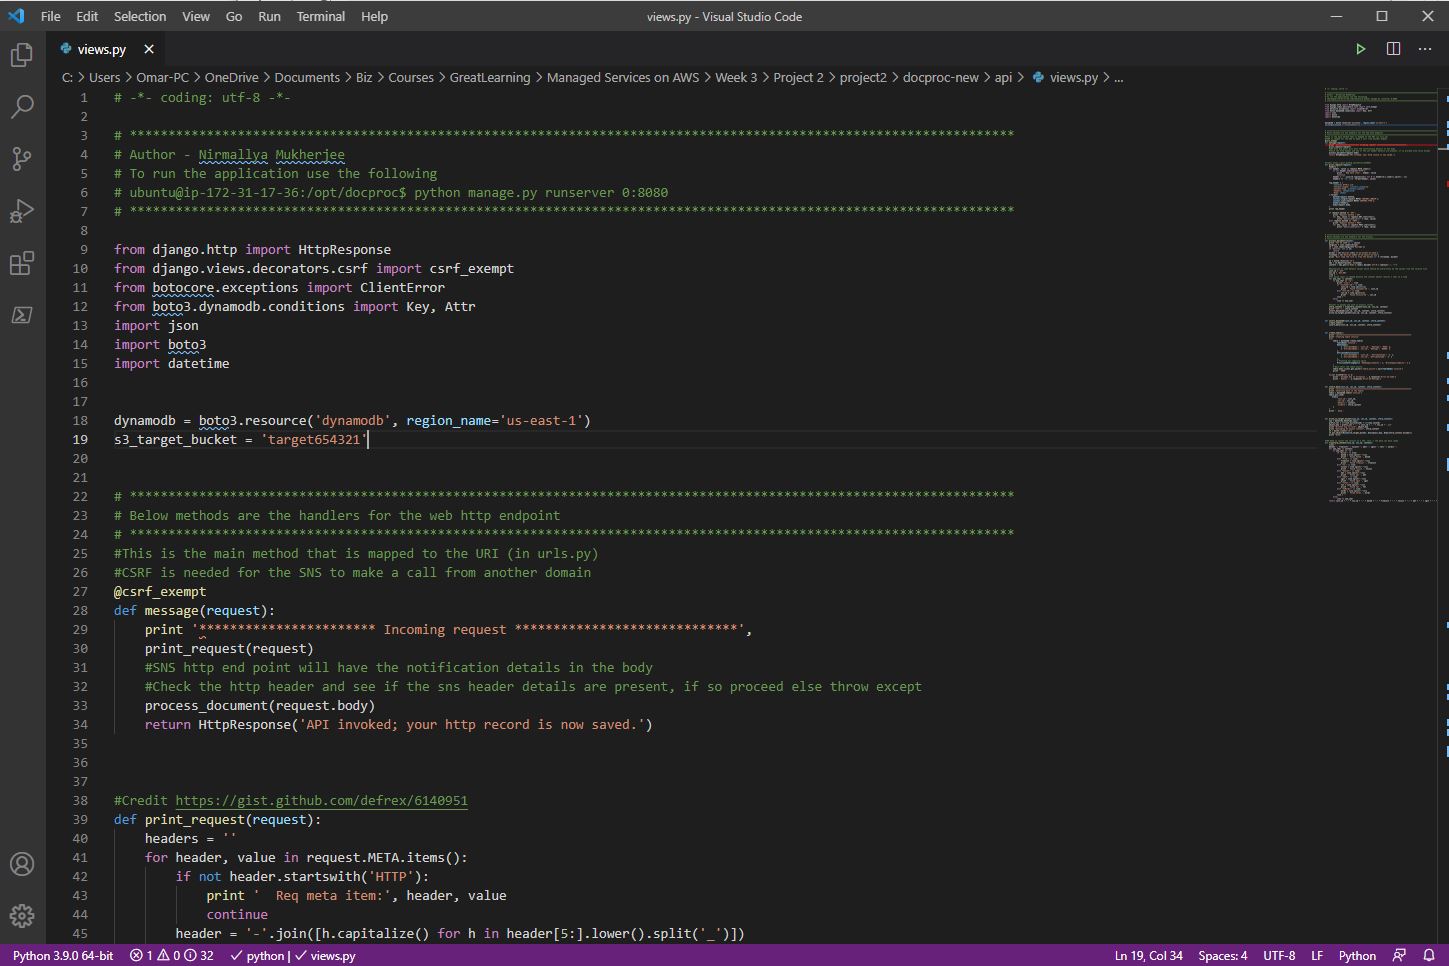 File Edit Selection View Go Run Terminal Help
views.py - Visual Studio Code
views.py
C: > Users > Omar-PC > OneDrive > Documents > Biz > Courses > GreatLearning > Managed Services on AWS > Week 3 > Project 2 > project2 > docproc-new > api > views.py > ...
1 # -*- coding: utf-8 -*-
2
3 # *******************************************************************************************************************
4 # Author - Nirmallya Mukherjee
5 # To run the application use the following
6 # ubuntu@ip-172-31-17-36:/opt/docproc$ python manage.py runserver 0:8080
7 # *******************************************************************************************************************
8
9 from django.http import HttpResponse
10 from django.views.decorators.csrf import csrf_exempt
11 from botocore.exceptions import ClientError
12 from boto3.dynamodb.conditions import Key, Attr
13 import json
14 import boto3
15 import datetime
16
17
18 dynamodb = boto3.resource('dynamodb', region_name='us-east-1')
19 s3_target_bucket = 'target654321'
20
21
22 # *******************************************************************************************************************
23 # Below methods are the handlers for the web http endpoint
24 # *******************************************************************************************************************
25 #This is the main method that is mapped to the URI (in urls.py)
26 #CSRF is needed for the SNS to make a call from another domain
27 @csrf_exempt
28 def message(request):
29     print '*********************** Incoming request *****************************',
30     print_request(request)
31     #SNS http end point will have the notification details in the body
32     #Check the http header and see if the sns header details are present, if so proceed else throw except
33     process_document(request.body)
34     return HttpResponse('API invoked; your http record is now saved.')
35
36
37
38 #Credit https://gist.github.com/defrex/6140951
39 def print_request(request):
40     headers = ''
41     for header, value in request.META.items():
42         if not header.startswith('HTTP'):
43             print '  Req meta item:', header, value
44             continue
45         header = '-'.join([h.capitalize() for h in header[5:].lower().split('_')])
Python 3.9.0 64-bit 1 0 32 python | views.py Ln 19, Col 34 Spaces: 4 UTF-8 LF Python